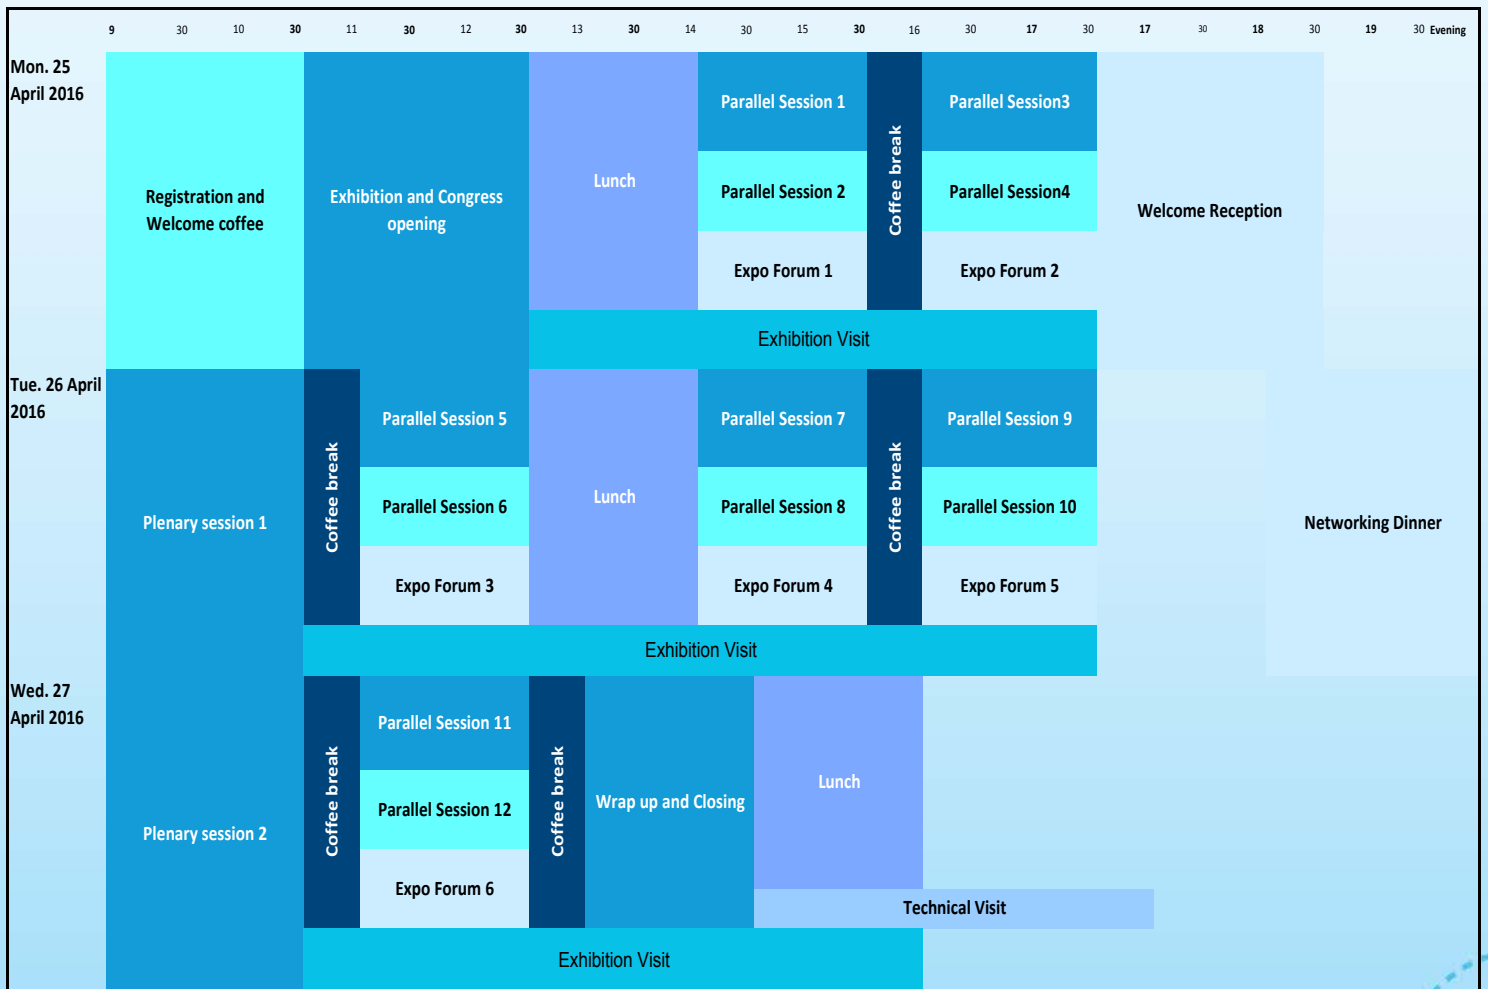 9 30 10 30 11 30 12 30 13 30 14 30 15 30 16 30 17 30 17 30 18 30 19 30 Evening
Mon. 25
April 2016
Registration and
Welcome coffee
Exhibition and Congress
opening
Lunch
Parallel Session 1
Parallel Session 2
Expo Forum 1
Coffee break
Parallel Session3
Parallel Session4
Expo Forum 2
Welcome Reception
Exhibition Visit
Tue. 26 April
2016
Plenary session 1
Coffee break
Parallel Session 5
Parallel Session 6
Expo Forum 3
Lunch
Parallel Session 7
Parallel Session 8
Expo Forum 4
Coffee break
Parallel Session 9
Parallel Session 10
Expo Forum 5
Networking Dinner
Exhibition Visit
Wed. 27
April 2016
Plenary session 2
Coffee break
Parallel Session 11
Parallel Session 12
Expo Forum 6
Coffee break
Wrap up and Closing
Lunch
Technical Visit
Exhibition Visit